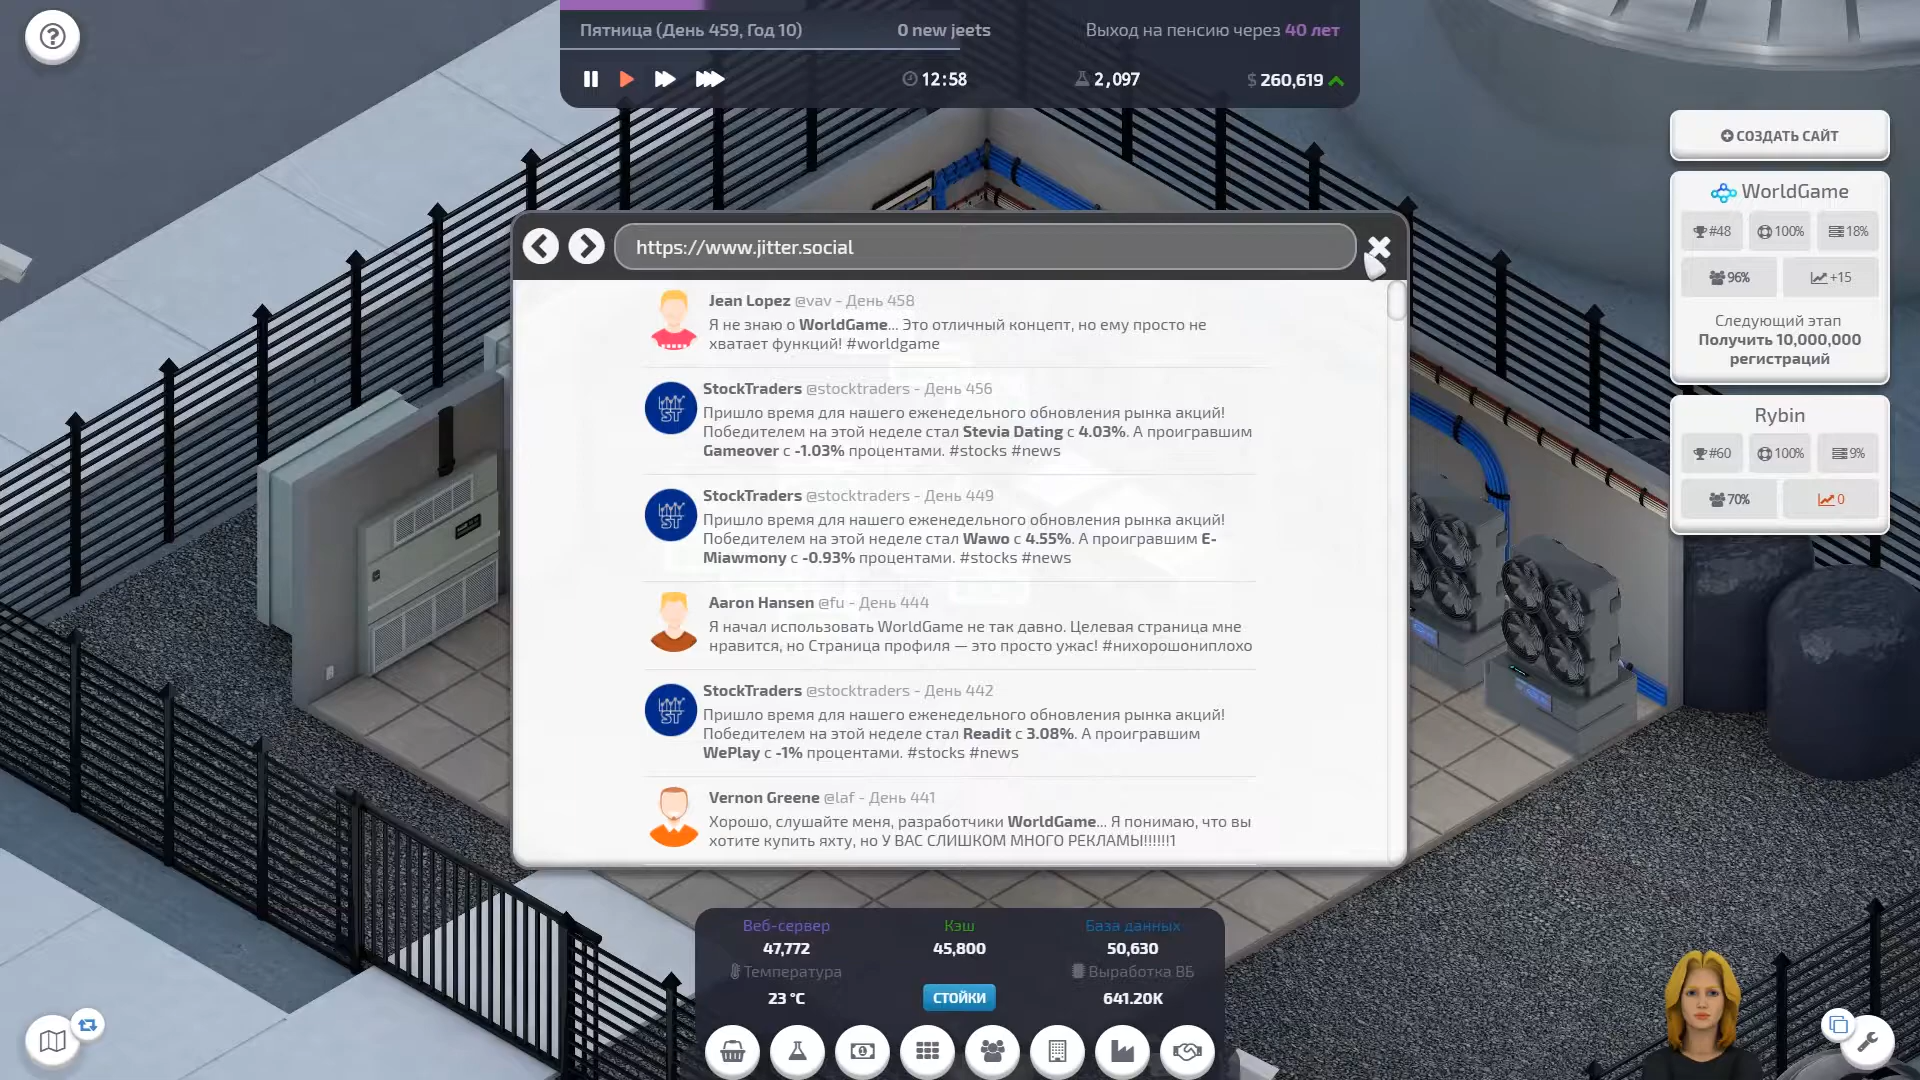 Пятница (День 459, Год 10)
0 new jeets
Выход на пенсию через 40 лет
12:58
2,097
$ 260,619
СОЗДАТЬ САЙТ
WorldGame
#48
100%
18%
96%
+15
Следующий этап
Получить 10,000,000
регистраций
Rybin
#60
100%
9%
70%
0
https://www.jitter.social
Jean Lopez @vav - День 458
Я не знаю о WorldGame... Это отличный концепт, но ему просто не
хватает функций! #worldgame
StockTraders @stocktraders - День 456
Пришло время для нашего еженедельного обновления рынка акций!
Победителем на этой неделе стал Stevia Dating с 4.03%. А проигравшим
Gameover с -1.03% процентами. #stocks #news
StockTraders @stocktraders - День 449
Пришло время для нашего еженедельного обновления рынка акций!
Победителем на этой неделе стал Wawo с 4.55%. А проигравшим E-
Miawmony с -0.93% процентами. #stocks #news
Aaron Hansen @fu - День 444
Я начал использовать WorldGame не так давно. Целевая страница мне
нравится, но Страница профиля — это просто ужас! #нихорошониплохо
StockTraders @stocktraders - День 442
Пришло время для нашего еженедельного обновления рынка акций!
Победителем на этой неделе стал Readit с 3.08%. А проигравшим
WePlay с -1% процентами. #stocks #news
Vernon Greene @laf - День 441
Хорошо, слушайте меня, разработчики WorldGame... Я понимаю, что вы
хотите купить яхту, но У ВАС СЛИШКОМ МНОГО РЕКЛАМЫ!!!!!!1
Веб-сервер
47,772
Кэш
45,800
База данных
50,630
Температура
23 °C
СТОЙКИ
Выработка ВБ
641.20K